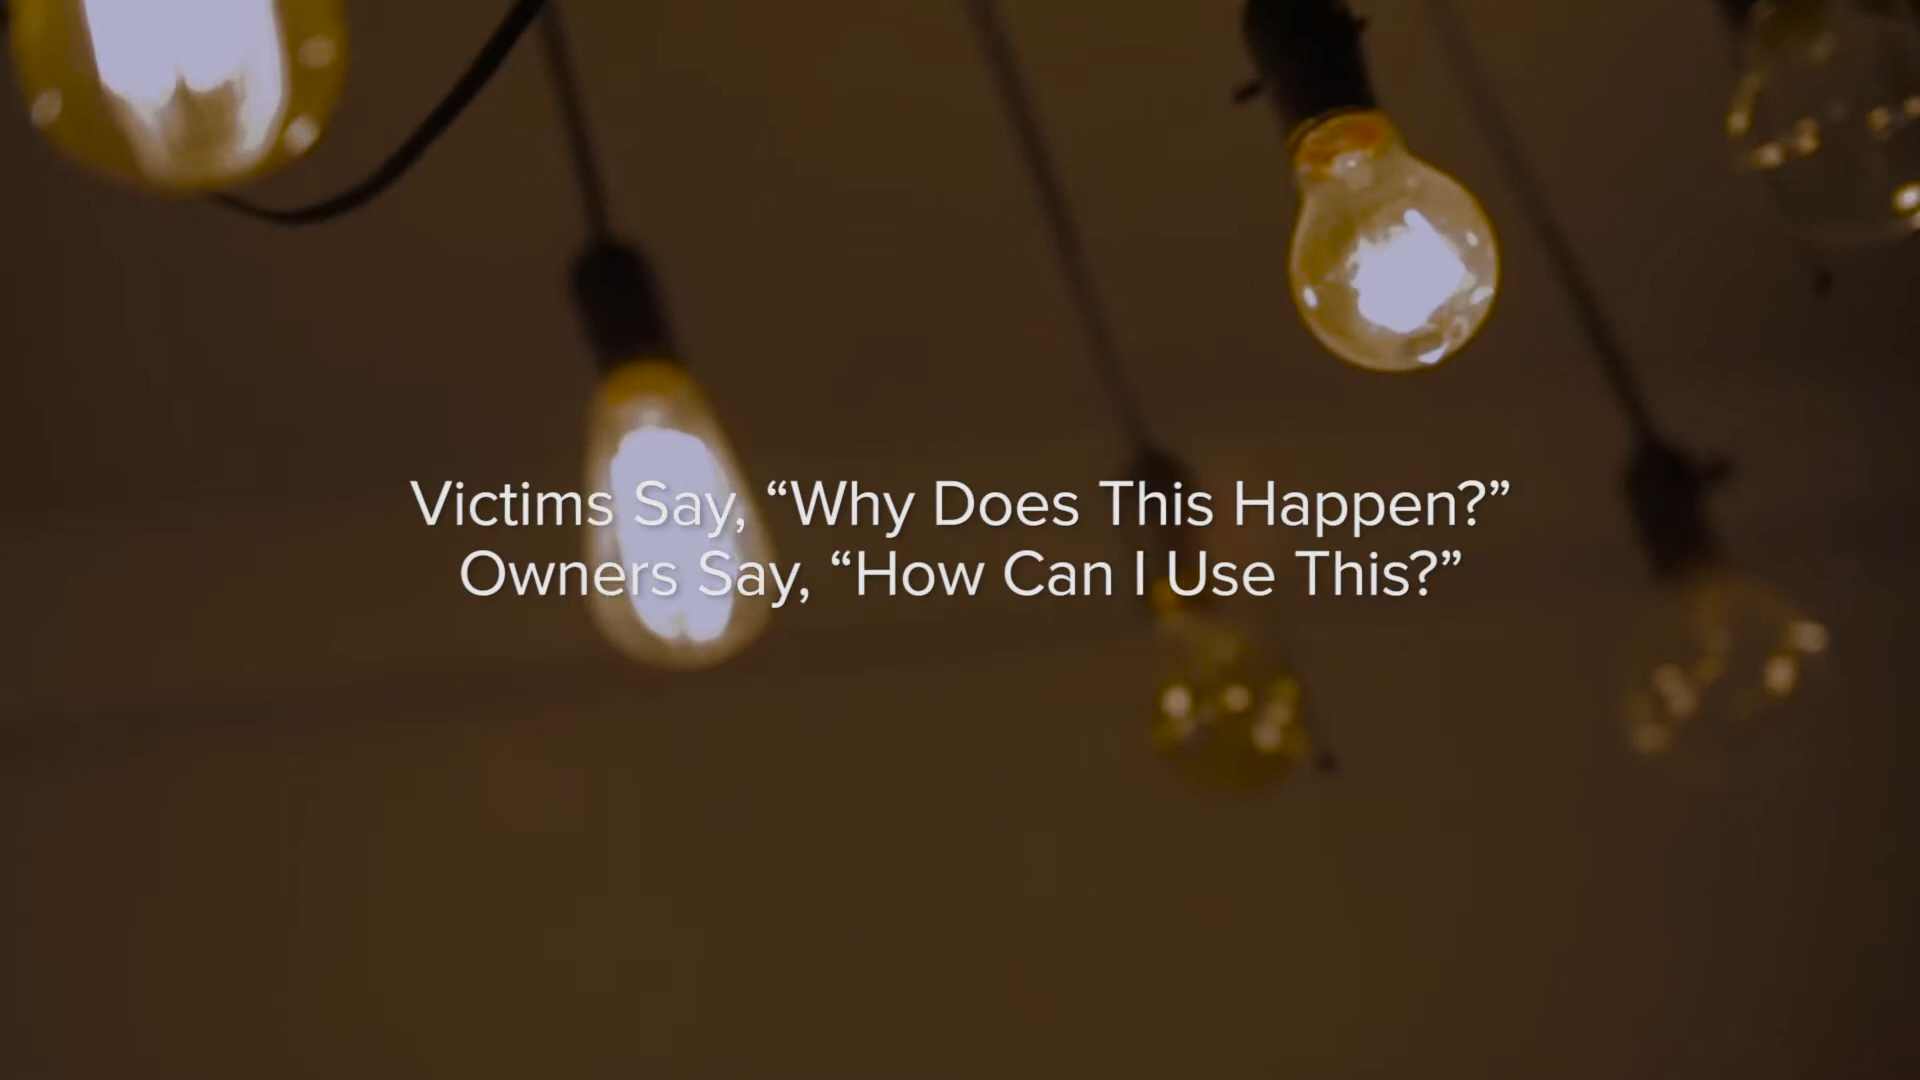 Victims Say, “Why Does This Happen?”
Owners Say, “How Can I Use This?”